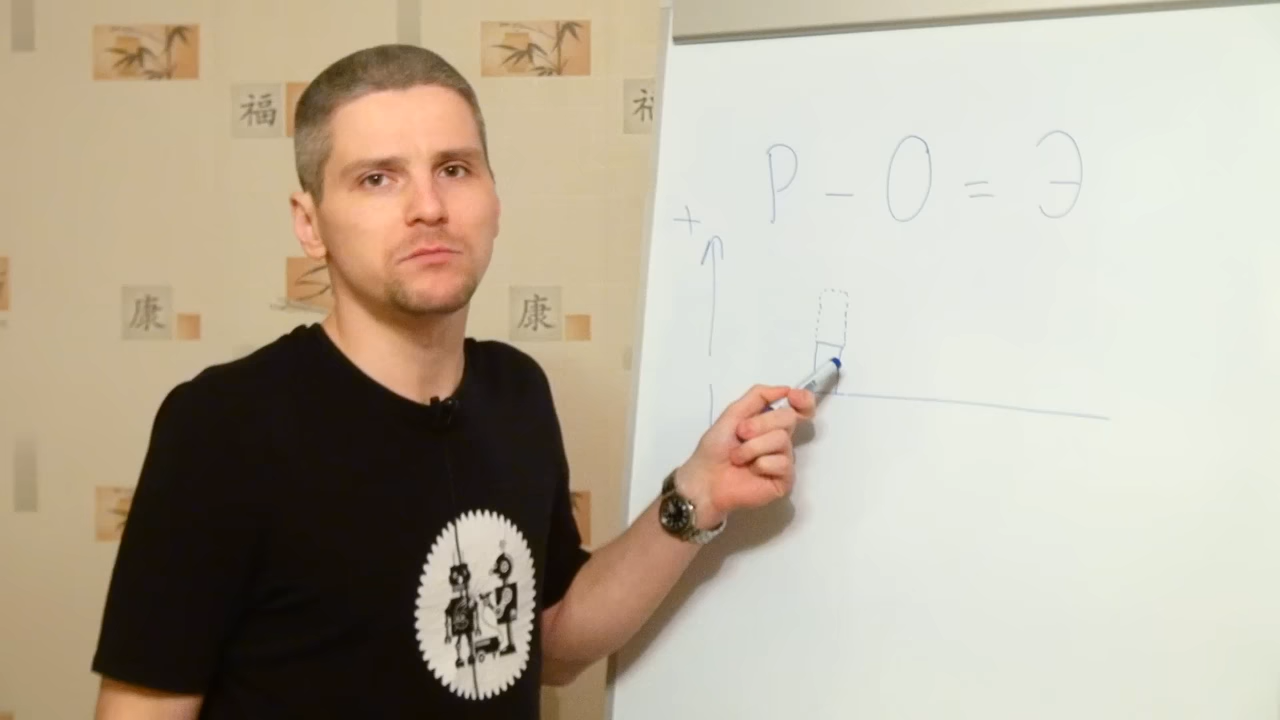 福
康
康
Р - О = Э
+